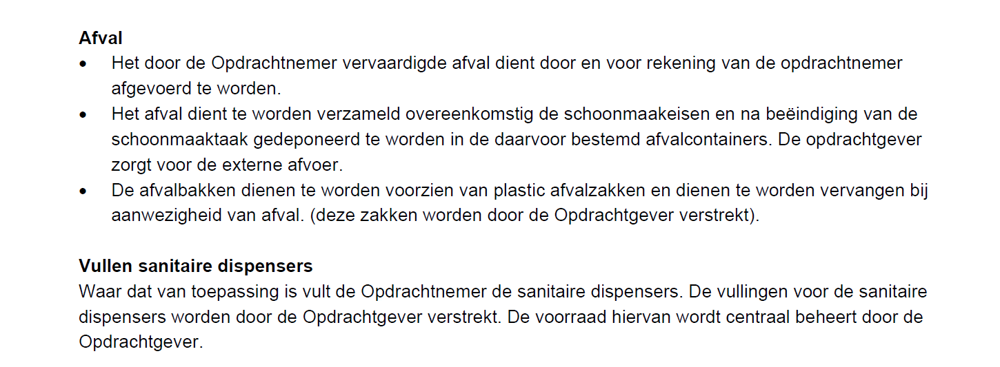 Afval
• Het door de Opdrachtnemer vervaardigde afval dient door en voor rekening van de opdrachtnemer
afgevoerd te worden.
• Het afval dient te worden verzameld overeenkomstig de schoonmaakeisen en na beëindiging van de
schoonmaaktaak gedeponeerd te worden in de daarvoor bestemd afvalcontainers. De opdrachtgever
zorgt voor de externe afvoer.
• De afvalbakken dienen te worden voorzien van plastic afvalzakken en dienen te worden vervangen bij
aanwezigheid van afval. (deze zakken worden door de Opdrachtgever verstrekt).
Vullen sanitaire dispensers
Waar dat van toepassing is vult de Opdrachtnemer de sanitaire dispensers. De vullingen voor de sanitaire
dispensers worden door de Opdrachtgever verstrekt. De voorraad hiervan wordt centraal beheert door de
Opdrachtgever.